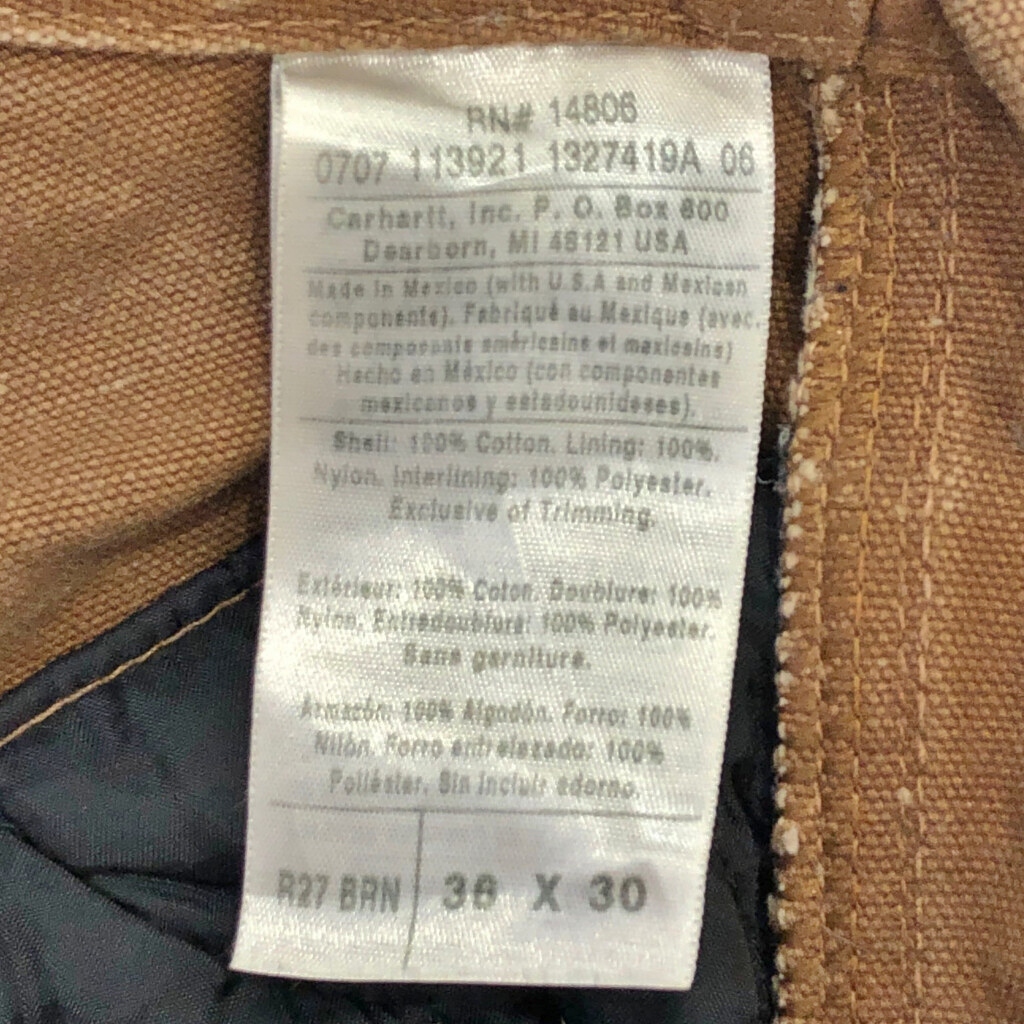 RN# 14806
0707 113921 1327419A 06
Carhartt, Inc. P. O. Box 600
Dearborn, MI 48121 USA
Made in Mexico (with U.S.A and Mexican
components). Fabriqué au Mexique (avec.
des composants américains et mexicains)
Hecho en México (con componentes
mexicanos y estadounidenses).
Shell: 100% Cotton. Lining: 100%.
Nylon. Interlining: 100% Polyester.
Exclusive of Trimming.
Extérieur: 100% Coton. Doublure: 100%
Nylon. Entredoublure: 100% Polyester.
Sans garniture.
Armazón: 100% Algodón. Forro: 100%
Nilón. Forro entrelazado: 100%
Poliéster. Sin incluir adorno.
R27 BRN 36 X 30